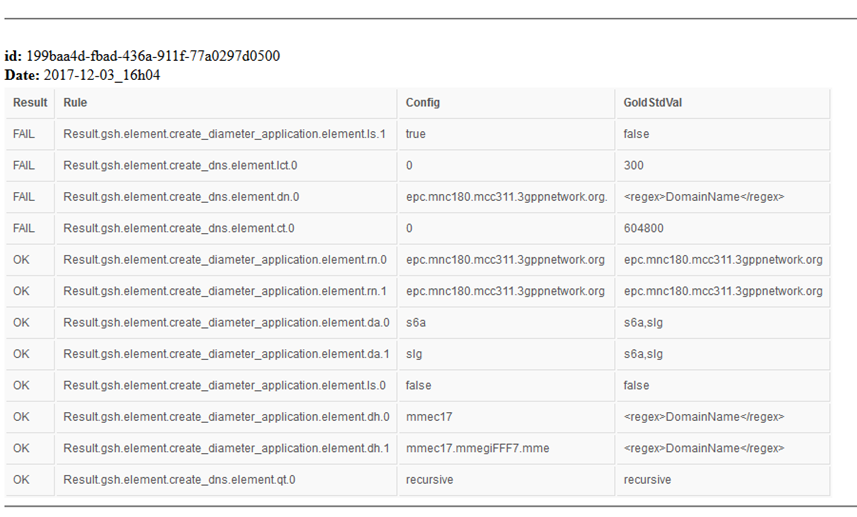 id: 199baa4d-fbad-436a-911f-77a0297d0500
Date: 2017-12-03_16h04
Result Rule Config GoldStdVal
FAIL Result.gsh.element.create_diameter_application.element.ls.1 true false
FAIL Result.gsh.element.create_dns.element.lct.0 0 300
FAIL Result.gsh.element.create_dns.element.dn.0 epc.mnc180.mcc311.3gppnetwork.org. <regex>DomainName</regex>
FAIL Result.gsh.element.create_dns.element.ct.0 0 604800
OK Result.gsh.element.create_diameter_application.element.rn.0 epc.mnc180.mcc311.3gppnetwork.org epc.mnc180.mcc311.3gppnetwork.org
OK Result.gsh.element.create_diameter_application.element.rn.1 epc.mnc180.mcc311.3gppnetwork.org epc.mnc180.mcc311.3gppnetwork.org
OK Result.gsh.element.create_diameter_application.element.da.0 s6a s6a,slg
OK Result.gsh.element.create_diameter_application.element.da.1 slg s6a,slg
OK Result.gsh.element.create_diameter_application.element.ls.0 false false
OK Result.gsh.element.create_diameter_application.element.dh.0 mmec17 <regex>DomainName</regex>
OK Result.gsh.element.create_diameter_application.element.dh.1 mmec17.mmegiFFF7.mme <regex>DomainName</regex>
OK Result.gsh.element.create_dns.element.qt.0 recursive recursive